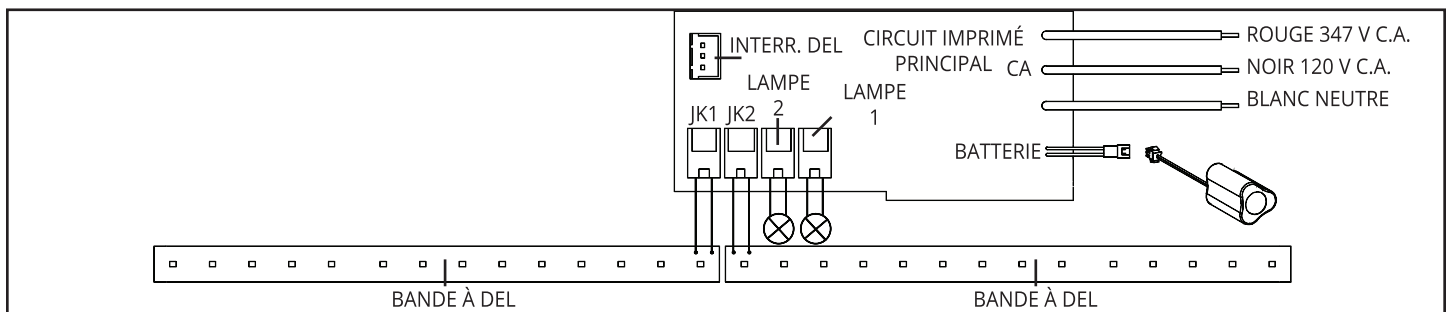 INTERR. DEL
CIRCUIT IMPRIMÉ
PRINCIPAL
CA
ROUGE 347 V C.A.
NOIR 120 V C.A.
BLANC NEUTRE
LAMPE
2
LAMPE
1
JK1
JK2
BATTERIE
BANDE À DEL
BANDE À DEL